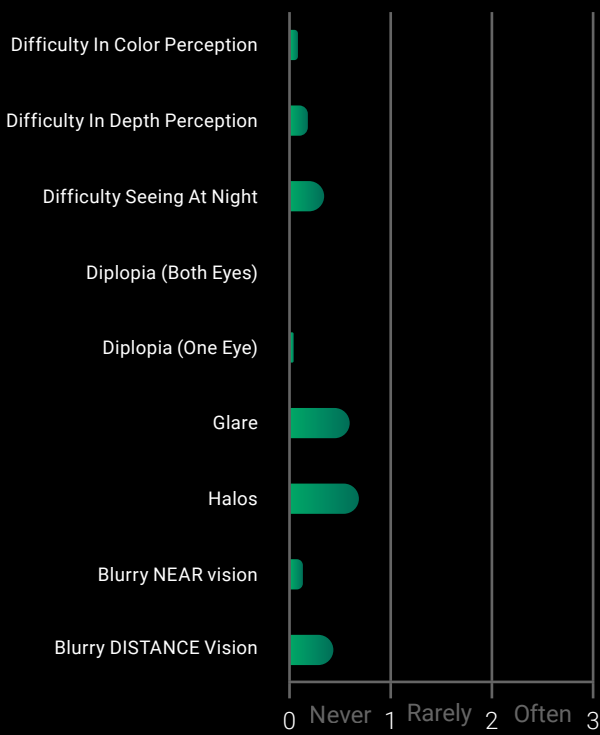 Difficulty In Color Perception
Difficulty In Depth Perception
Difficulty Seeing At Night
Diplopia (Both Eyes)
Diplopia (One Eye)
Glare
Halos
Blurry NEAR vision
Blurry DISTANCE Vision
0 Never 1 Rarely 2 Often 3